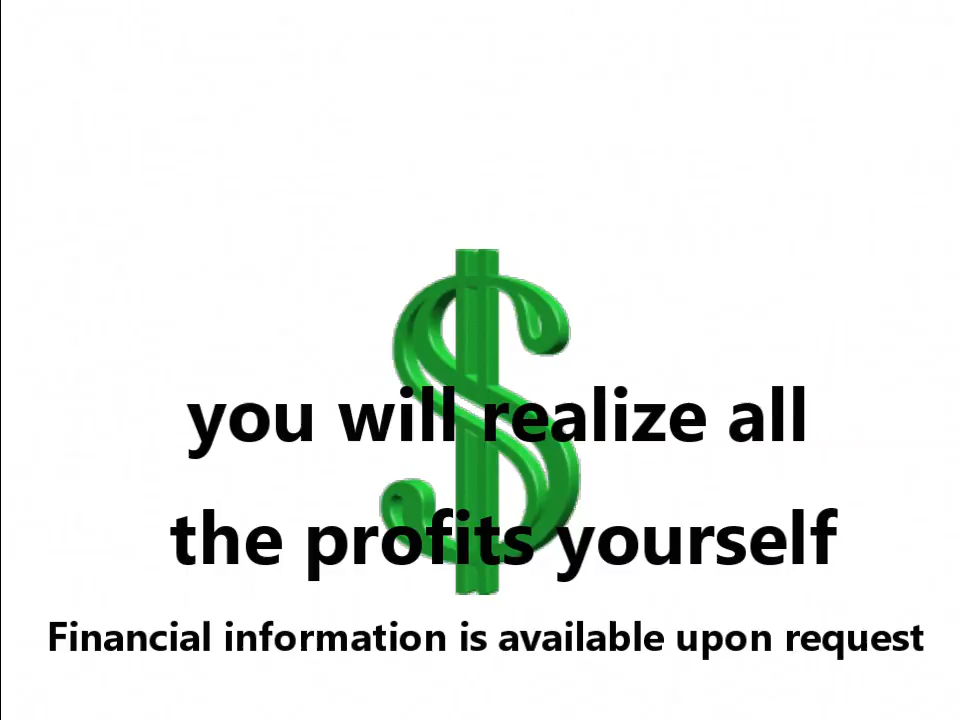 you will realize all
the profits yourself
Financial information is available upon request